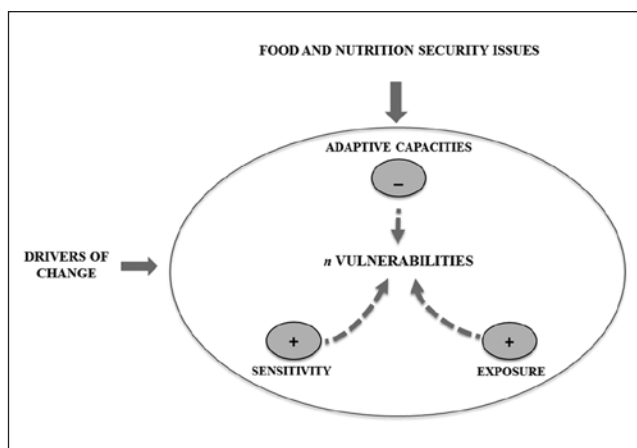 FOOD AND NUTRITION SECURITY ISSUES
ADAPTIVE CAPACITIES
–
DRIVERS OF
CHANGE
n VULNERABILITIES
+
SENSITIVITY
+
EXPOSURE